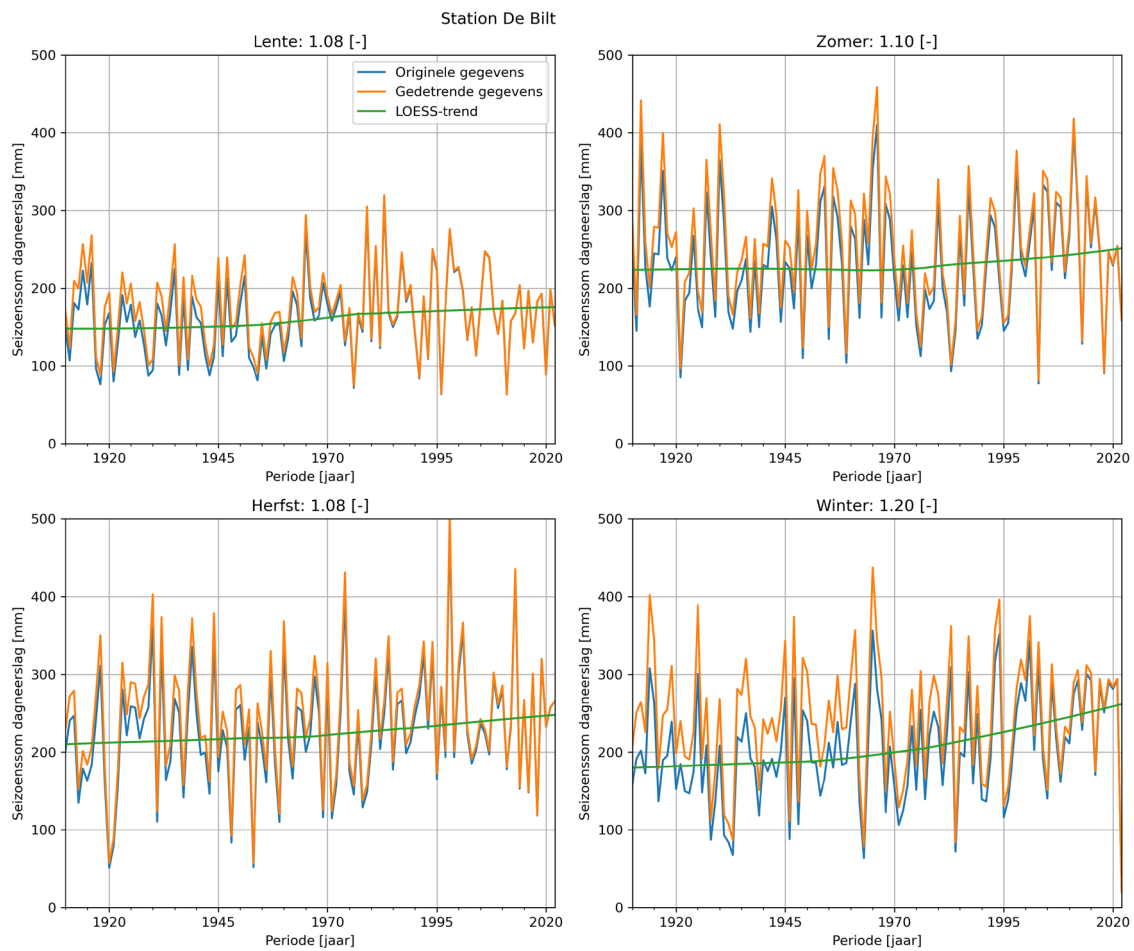 Station De Bilt
Lente: 1.08 [-]
500
400
300
200
100
0
Seizoenssom dagneerslag [mm]
Originele gegevens
Gedetrende gegevens
LOESS-trend
1920 1945 1970 1995 2020
Periode [jaar]
Zomer: 1.10 [-]
500
400
300
200
100
0
Seizoenssom dagneerslag [mm]
1920 1945 1970 1995 2020
Periode [jaar]
Herfst: 1.08 [-]
500
400
300
200
100
0
Seizoenssom dagneerslag [mm]
1920 1945 1970 1995 2020
Periode [jaar]
Winter: 1.20 [-]
500
400
300
200
100
0
Seizoenssom dagneerslag [mm]
1920 1945 1970 1995 2020
Periode [jaar]